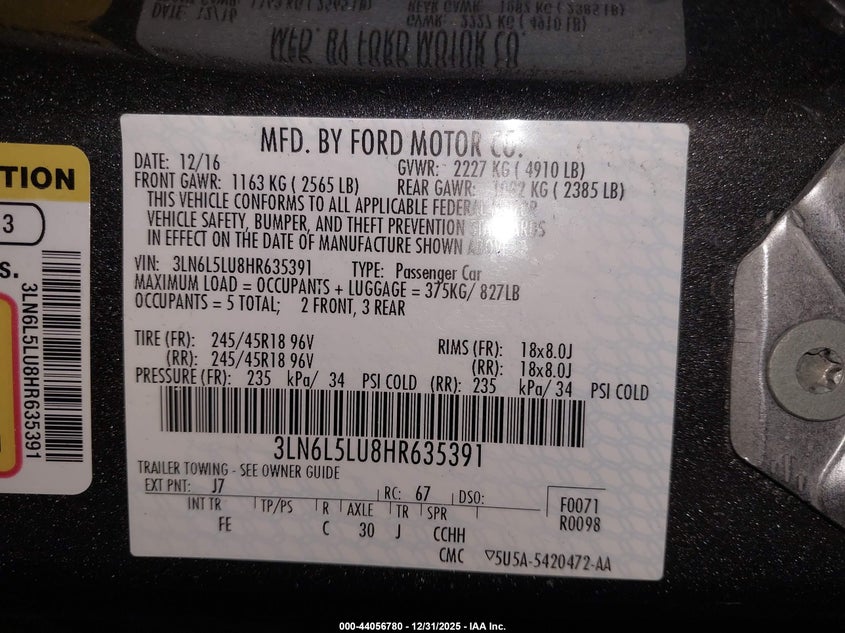 MFD. BY FORD MOTOR CO.
DATE: 12/16
GVWR: 2227 KG ( 4910 LB)
FRONT GAWR: 1163 KG ( 2565 LB)
REAR GAWR: 1082 KG ( 2385 LB)
THIS VEHICLE CONFORMS TO ALL APPLICABLE FEDERAL MOTOR
VEHICLE SAFETY, BUMPER, AND THEFT PREVENTION STANDARDS
IN EFFECT ON THE DATE OF MANUFACTURE SHOWN ABOVE.
VIN: 3LN6L5LU8HR635391 TYPE: Passenger Car
MAXIMUM LOAD = OCCUPANTS + LUGGAGE = 375KG/ 827LB
OCCUPANTS = 5 TOTAL; 2 FRONT, 3 REAR
TIRE (FR): 245/45R18 96V RIMS (FR): 18x8.0J
(RR): 245/45R18 96V (RR): 18x8.0J
PRESSURE (FR): 235 kPa/ 34 PSI COLD (RR): 235 kPa/ 34 PSI COLD
3LN6L5LU8HR635391
TRAILER TOWING - SEE OWNER GUIDE
EXT PNT: J7 RC: 67 DSO:
INT TR TP/PS R AXLE TR SPR
FE C 30 J CCHH
F0071
R0098
CMC ▽5U5A-5420472-AA
TION
3
S.
3LN6L5LU8HR635391
000-44056780 - 12/31/2025 - IAA Inc.